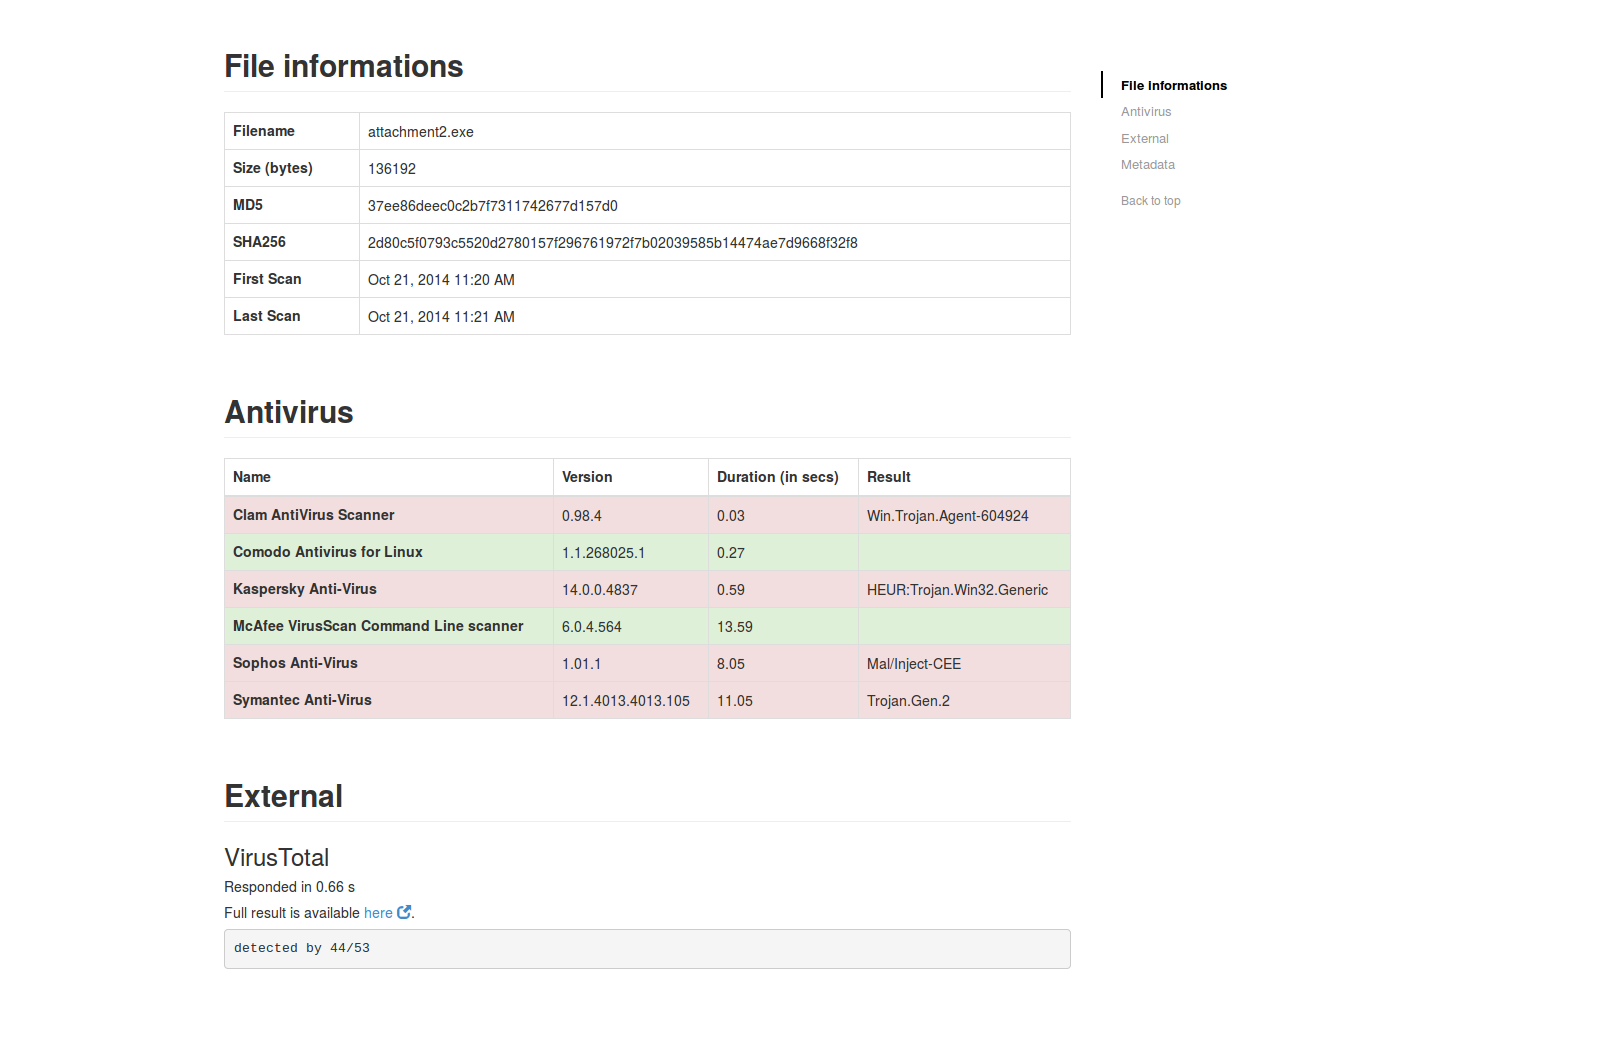 File informations
File informations
Antivirus
External
Metadata
Back to top
Filename attachment2.exe
Size (bytes) 136192
MD5 37ee86deec0c2b7f7311742677d157d0
SHA256 2d80c5f0793c5520d2780157f296761972f7b02039585b14474ae7d9668f32f8
First Scan Oct 21, 2014 11:20 AM
Last Scan Oct 21, 2014 11:21 AM
Antivirus
Name Version Duration (in secs) Result
Clam AntiVirus Scanner 0.98.4 0.03 Win.Trojan.Agent-604924
Comodo Antivirus for Linux 1.1.268025.1 0.27
Kaspersky Anti-Virus 14.0.0.4837 0.59 HEUR:Trojan.Win32.Generic
McAfee VirusScan Command Line scanner 6.0.4.564 13.59
Sophos Anti-Virus 1.01.1 8.05 Mal/Inject-CEE
Symantec Anti-Virus 12.1.4013.4013.105 11.05 Trojan.Gen.2
External
VirusTotal
Responded in 0.66 s
Full result is available here .
detected by 44/53